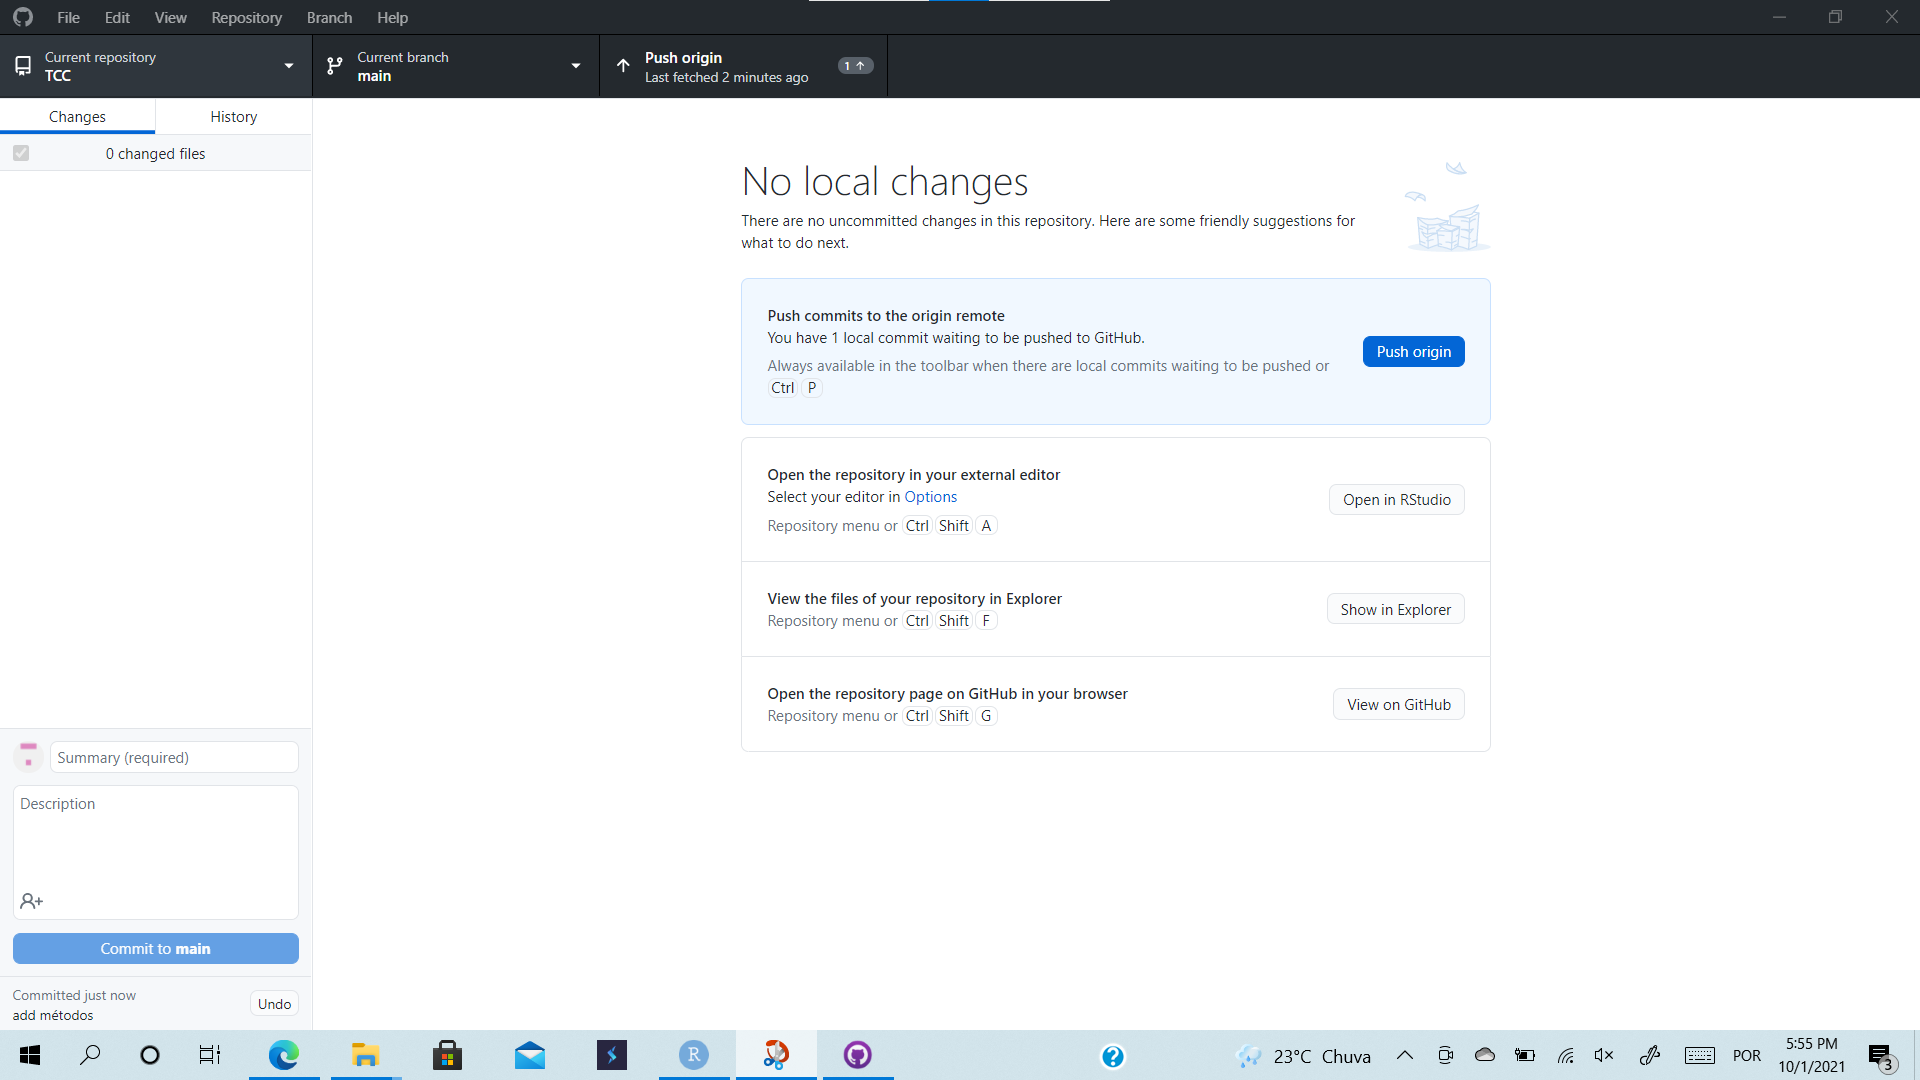 File Edit View Repository Branch Help
Current repository
TCC
Current branch
main
Push origin
Last fetched 2 minutes ago
1
Changes History
0 changed files
No local changes
There are no uncommitted changes in this repository. Here are some friendly suggestions for
what to do next.
Push commits to the origin remote
You have 1 local commit waiting to be pushed to GitHub.
Always available in the toolbar when there are local commits waiting to be pushed or
Ctrl P
Push origin
Open the repository in your external editor
Select your editor in Options
Repository menu or Ctrl Shift A
Open in RStudio
View the files of your repository in Explorer
Repository menu or Ctrl Shift F
Show in Explorer
Open the repository page on GitHub in your browser
Repository menu or Ctrl Shift G
View on GitHub
Summary (required)
Description
Commit to main
Committed just now
add métodos
Undo
R
?
23°C Chuva
POR
5:55 PM
10/1/2021
3